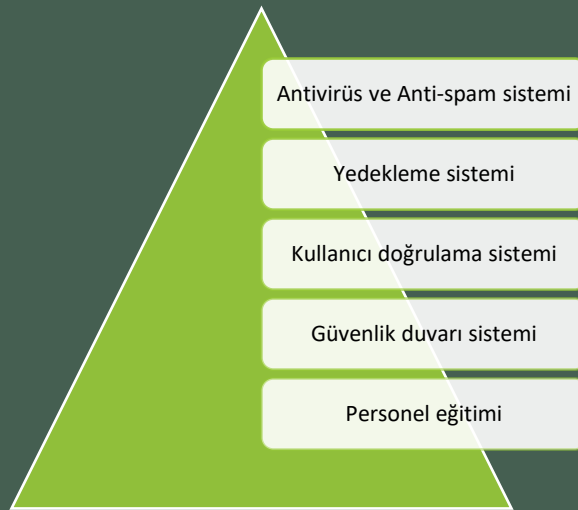 Antivirüs ve Anti-spam sistemi
Yedekleme sistemi
Kullanıcı doğrulama sistemi
Güvenlik duvarı sistemi
Personel eğitimi